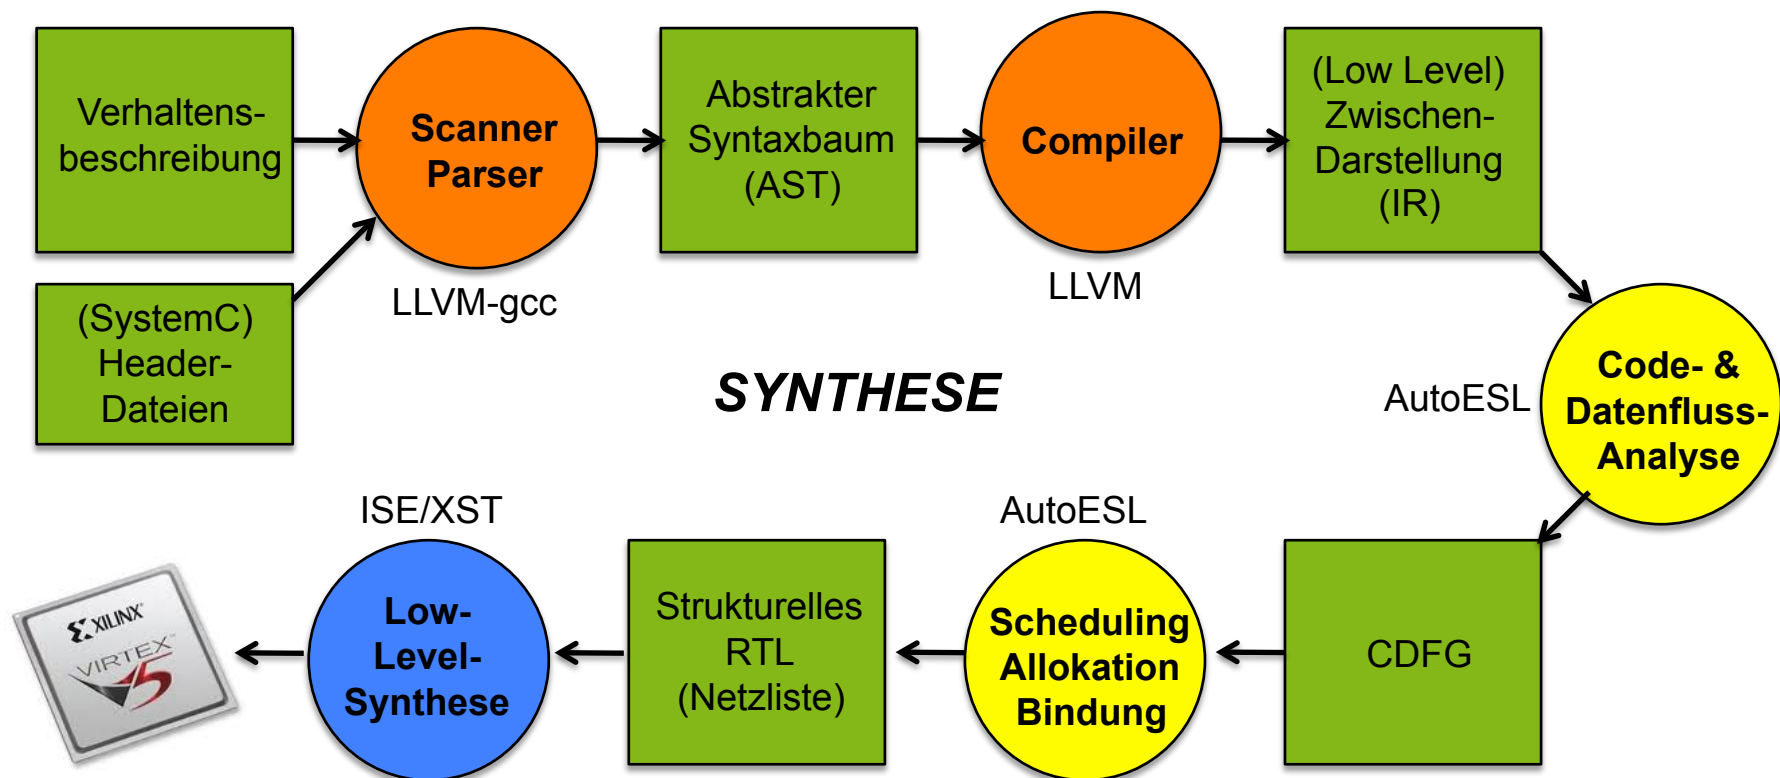 Verhaltens-
beschreibung
Scanner
Parser
LLVM-gcc
Abstrakter
Syntaxbaum
(AST)
Compiler
LLVM
(Low Level)
Zwischen-
Darstellung
(IR)
(SystemC)
Header-
Dateien
SYNTHESE
AutoESL
Code- &
Datenfluss-
Analyse
ISE/XST
Low-
Level-
Synthese
Strukturelles
RTL
(Netzliste)
AutoESL
Scheduling
Allokation
Bindung
CDFG
XILINX
VIRTEX
5